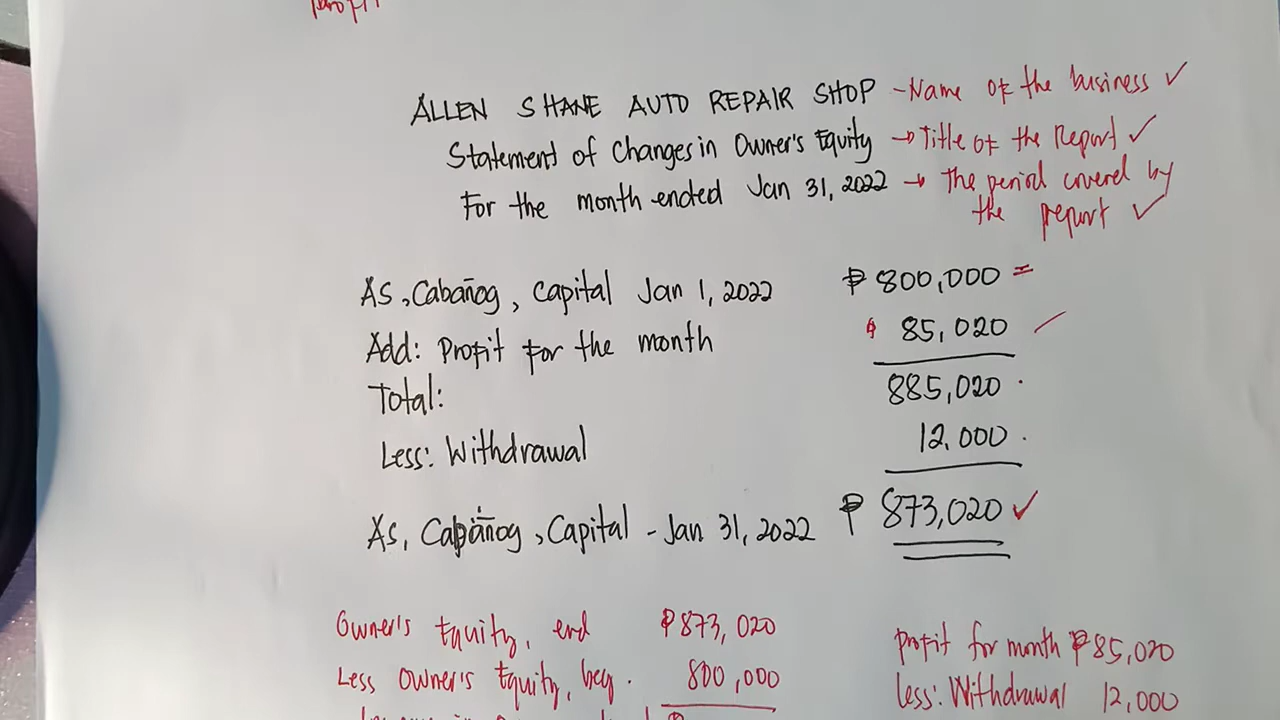 profit
ALLEN SHANE AUTO REPAIR SHOP - Name of the business ✓
Statement of Changes in Owner's Equity → Title of the Report ✓
For the month ended Jan 31, 2022 → The period covered by
the report ✓
AS, Cabañog, Capital Jan 1, 2022 ₱ 800,000 =
Add: Profit for the month 85,020
Total: 885,020
Less: Withdrawal 12,000
As, Cabañog, Capital - Jan 31, 2022 ₱ 873,020 ✓
Owner's Equity, end ₱873,020
Less Owner's Equity, beg. 800,000
profit for month ₱85,020
less: Withdrawal 12,000